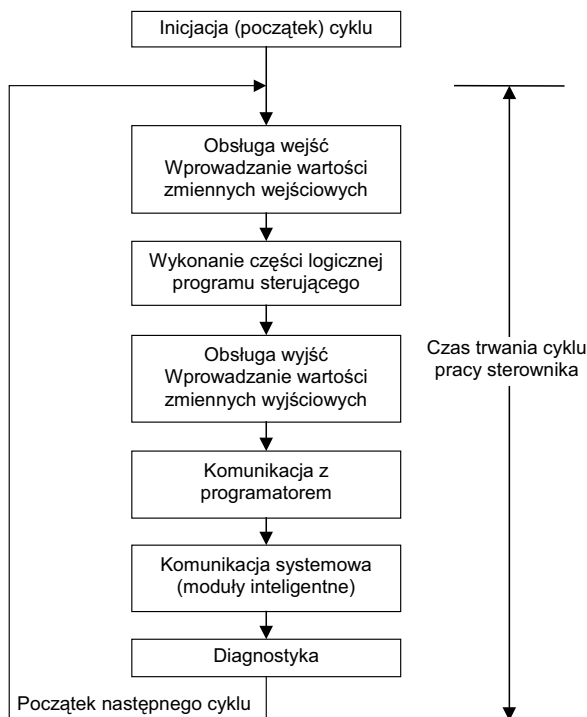 Inicjacja (początek) cyklu
Obsługa wejść
Wprowadzanie wartości
zmiennych wejściowych
Wykonanie części logicznej
programu sterującego
Obsługa wyjść
Wprowadzanie wartości
zmiennych wyjściowych
Czas trwania cyklu
pracy sterownika
Komunikacja z
programatorem
Komunikacja systemowa
(moduły inteligentne)
Diagnostyka
Początek następnego cyklu